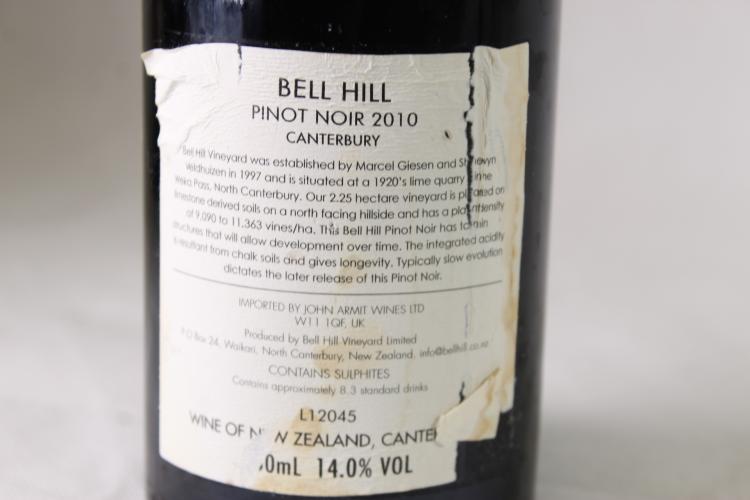 BELL HILL
PINOT NOIR 2010
CANTERBURY
Bell Hill Vineyard was established by Marcel Giesen and
Veldhuizen in 1997 and is situated at a 1920's lime quarry in the
Weka Pass, North Canterbury. Our 2.25 hectare vineyard is planted on
limestone derived soils on a north facing hillside and has a plant density
of 9,090 to 11,363 vines/ha. This Bell Hill Pinot Noir has tannin
structures that will allow development over time. The integrated acidity
is resultant from chalk soils and gives longevity. Typically slow evolution
dictates the later release of this Pinot Noir.
IMPORTED BY JOHN ARMIT WINES LTD
W11 1QF, UK
Produced by Bell Hill Vineyard Limited
P O Box 24, Waikari, North Canterbury, New Zealand. info@bellhill.co.nz
CONTAINS SULPHITES
Contains approximately 8.3 standard drinks
L12045
WINE OF N W ZEALAND, CANTE
0mL 14.0% VOL